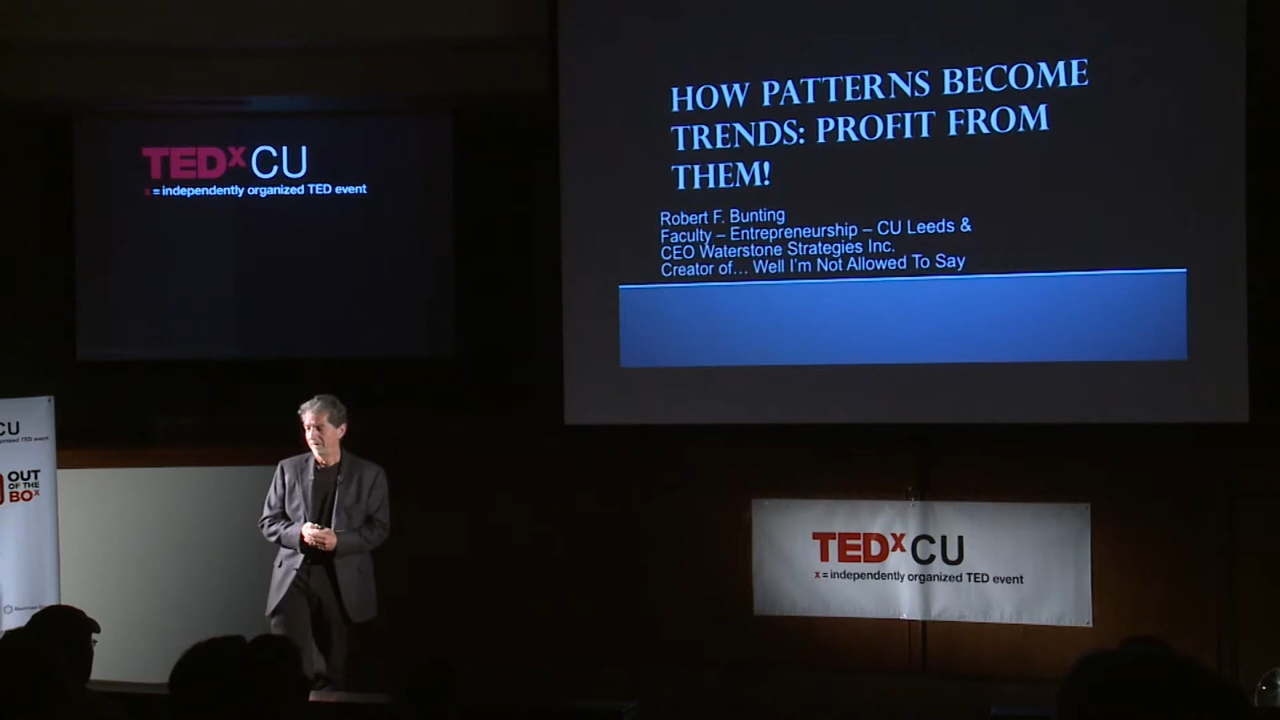 TEDxCU
x = independently organized TED event
HOW PATTERNS BECOME
TRENDS: PROFIT FROM
THEM!
Robert F. Bunting
Faculty – Entrepreneurship – CU Leeds &
CEO Waterstone Strategies Inc.
Creator of... Well I'm Not Allowed To Say
CU
OUT
OF THE
BOx
TEDxCU
x = independently organized TED event